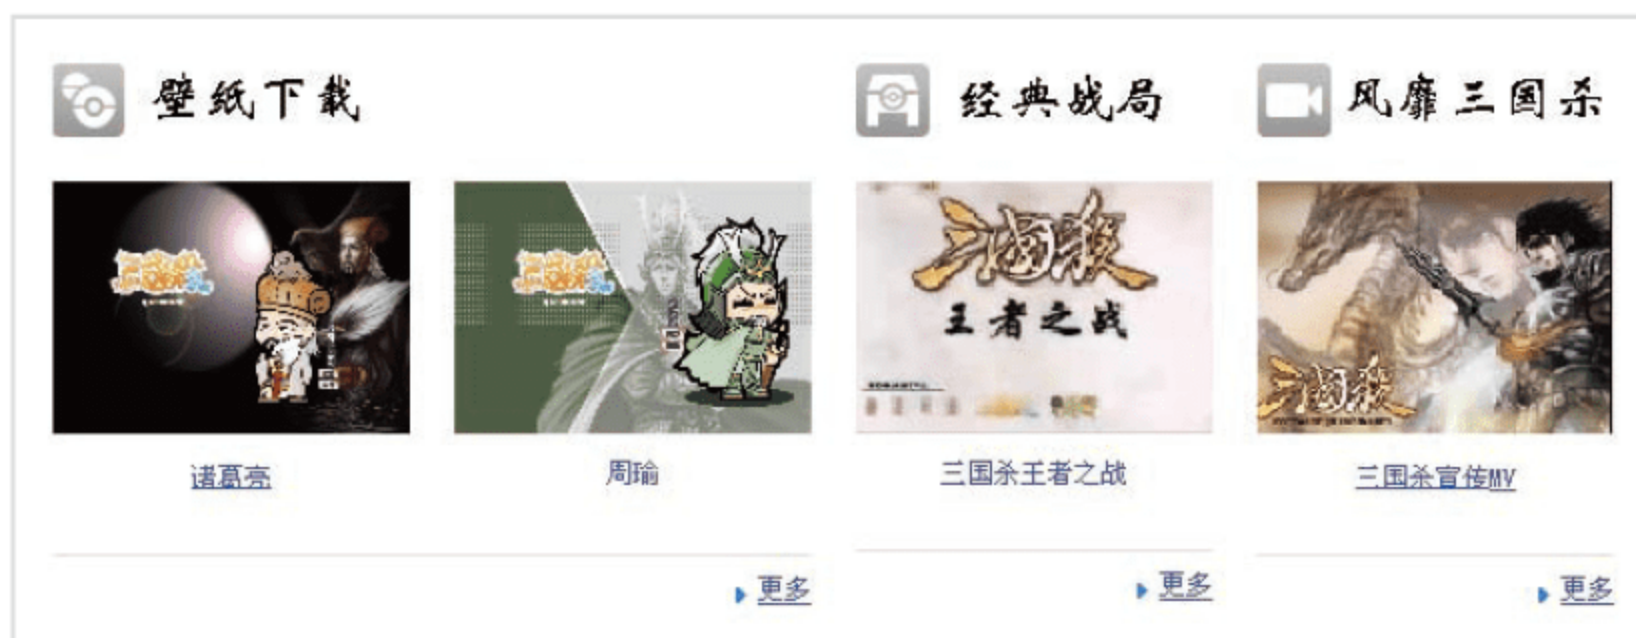 壁纸下载
经典战局
风靡三国杀
三国杀
王者之战
三国杀
诸葛亮
周瑜
三国杀王者之战
三国杀宣传MV
更多
更多
更多